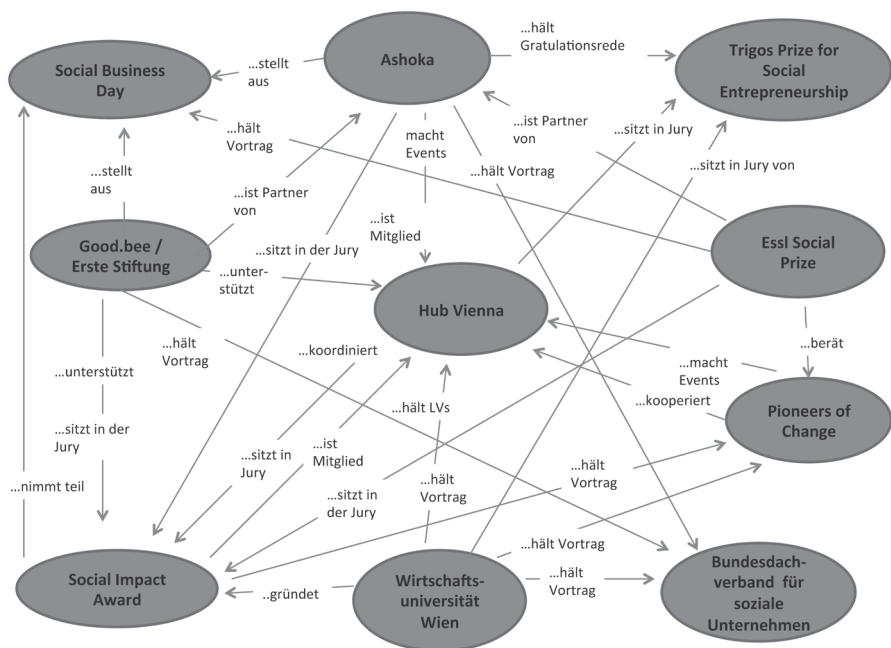 ...hält
Gratulationsrede
Social Business
Day
...stellt
aus
Ashoka
Trigos Prize for
Social
Entrepreneurship
...hält
Vortrag
macht
Events
...ist Partner
von
...sitzt in Jury
...stellt
aus
...ist Partner
von
...hält Vortrag
...sitzt in Jury von
Good.bee /
Erste Stiftung
...sitzt in der Jury
...ist
Mitglied
Essl Social
Prize
...unter-
stützt
Hub Vienna
...hält
Vortrag
...koordiniert
...berät
...unterstützt
...macht
Events
...kooperiert
...hält LVs
Pioneers of
Change
...sitzt in der
Jury
...sitzt in
Jury
...ist
Mitglied
...nimmt teil
...hält
Vortrag
...hält
Vortrag
...sitzt in
der Jury
...hält Vortrag
Social Impact
Award
..gründet
Wirtschafts-
universität
Wien
...hält
Vortrag
Bundesdach-
verband für
soziale
Unternehmen